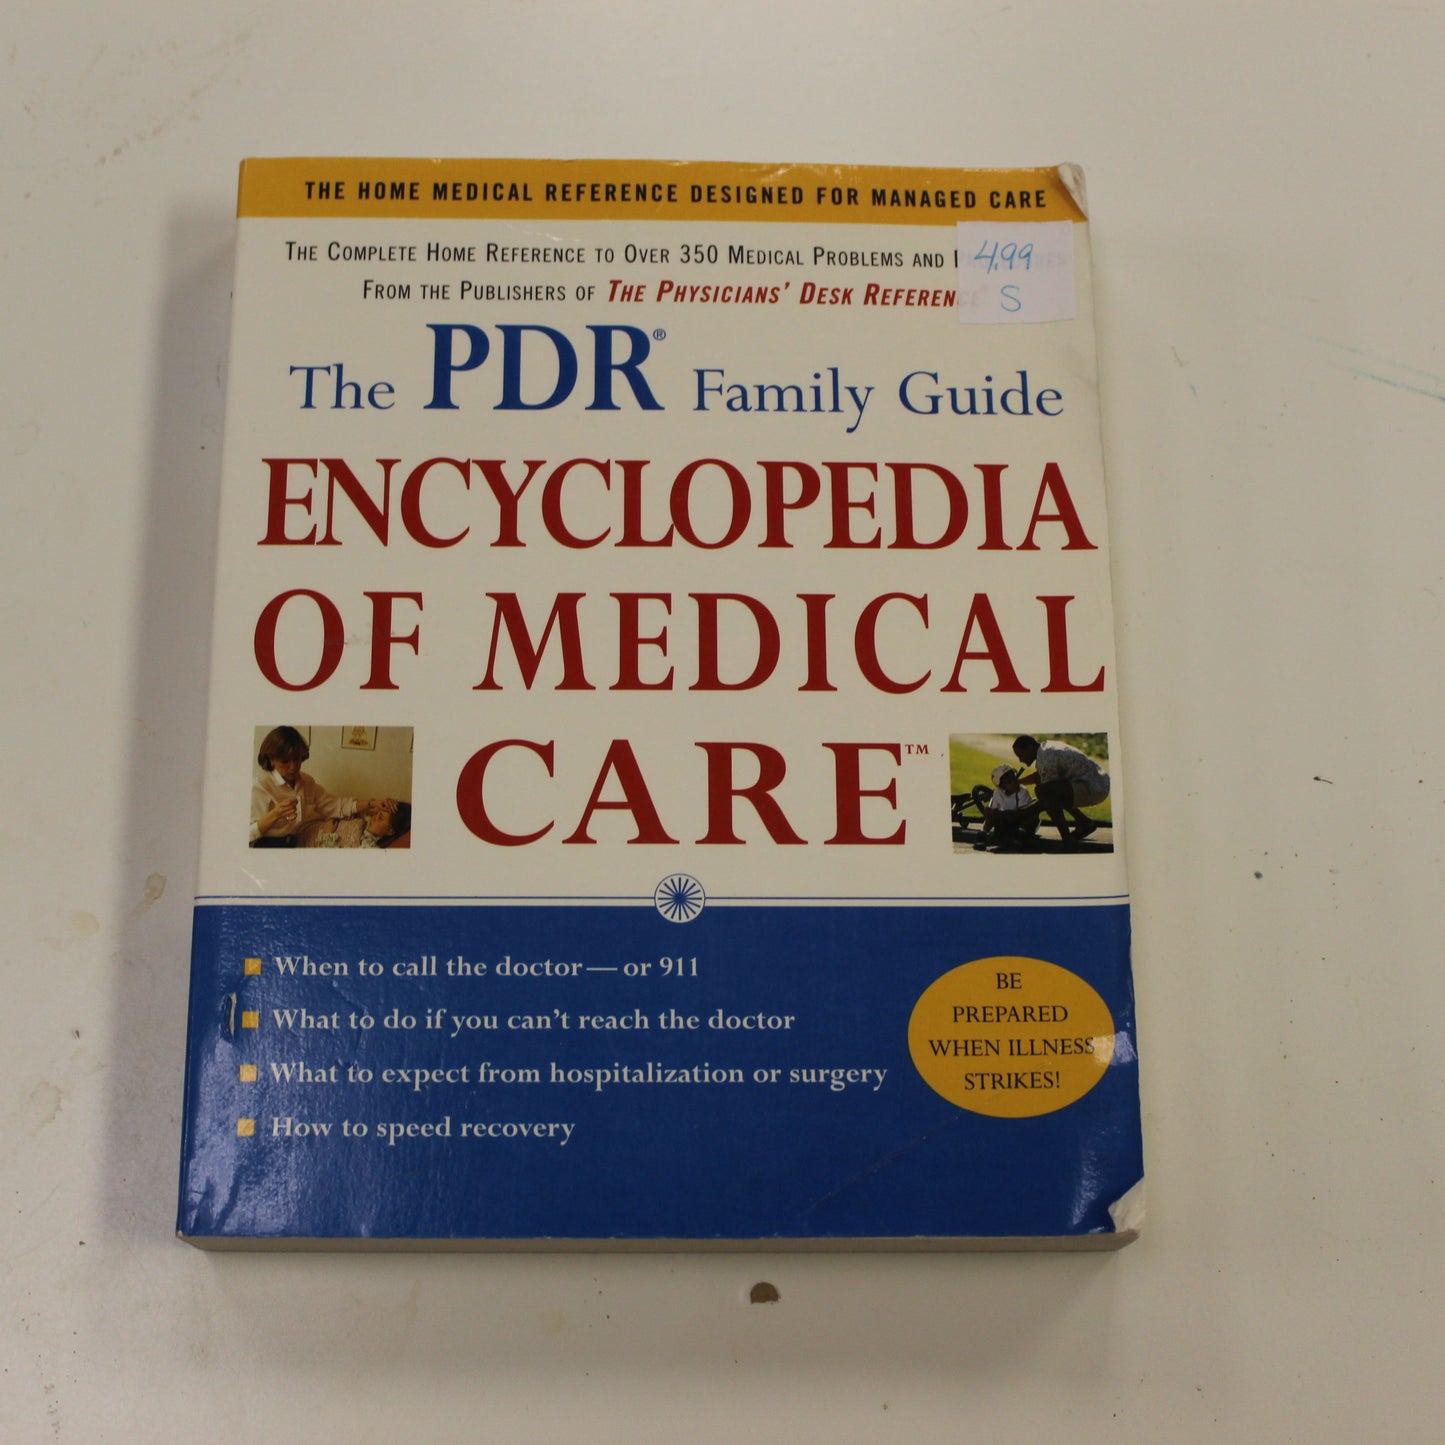 THE HOME MEDICAL REFERENCE DESIGNED FOR MANAGED CARE
THE COMPLETE HOME REFERENCE TO OVER 350 MEDICAL PROBLEMS AND
4.99
S
FROM THE PUBLISHERS OF THE PHYSICIANS' DESK REFERENCE
The PDR® Family Guide
ENCYCLOPEDIA
OF MEDICAL
CARE™
When to call the doctor—or 911
What to do if you can't reach the doctor
What to expect from hospitalization or surgery
How to speed recovery
BE
PREPARED
WHEN ILLNESS
STRIKES!